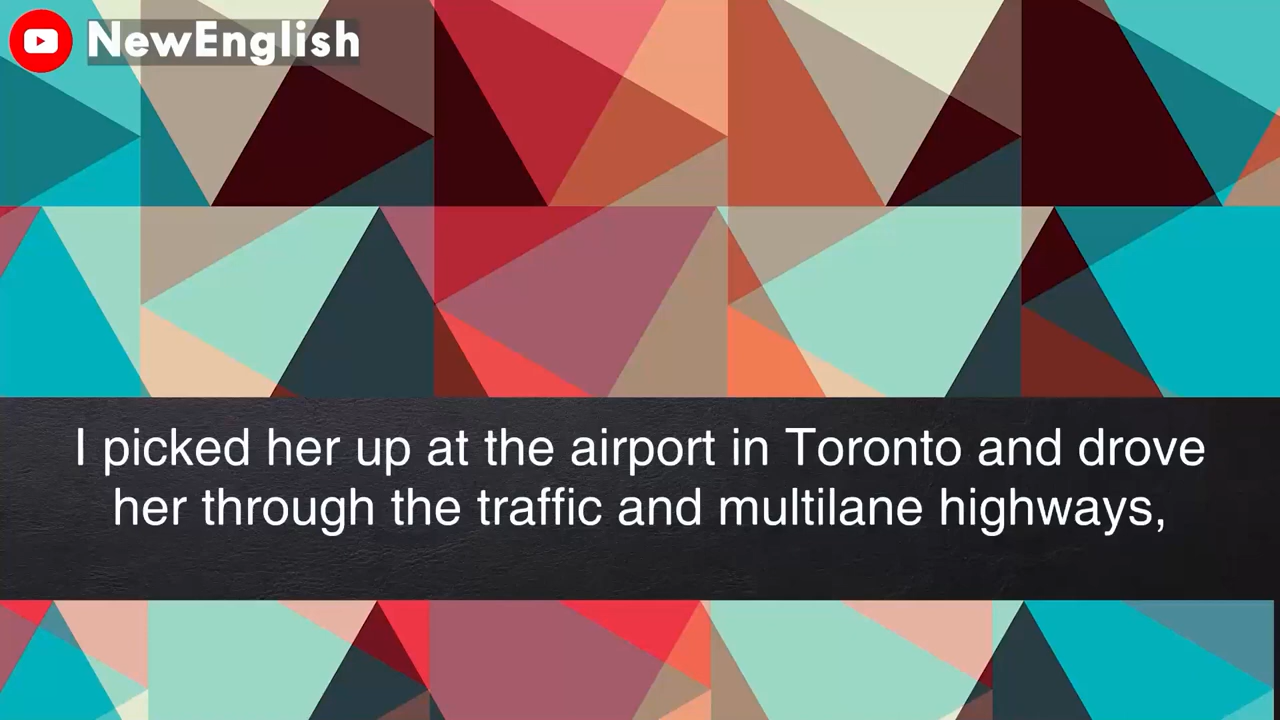 NewEnglish
I picked her up at the airport in Toronto and drove
her through the traffic and multilane highways,